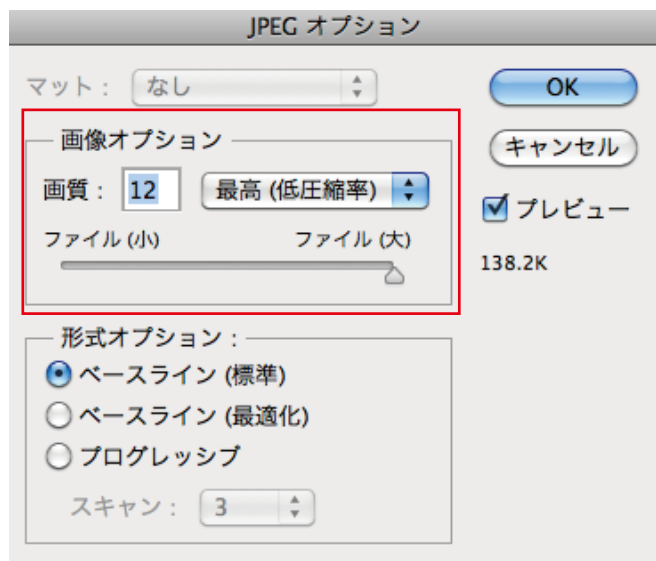 JPEG オプション
マット： なし
OK
画像オプション
キャンセル
画質： 12 最高 (低圧縮率)
プレビュー
ファイル (小) ファイル (大)
138.2K
形式オプション：
ベースライン (標準)
ベースライン (最適化)
プログレッシブ
スキャン： 3